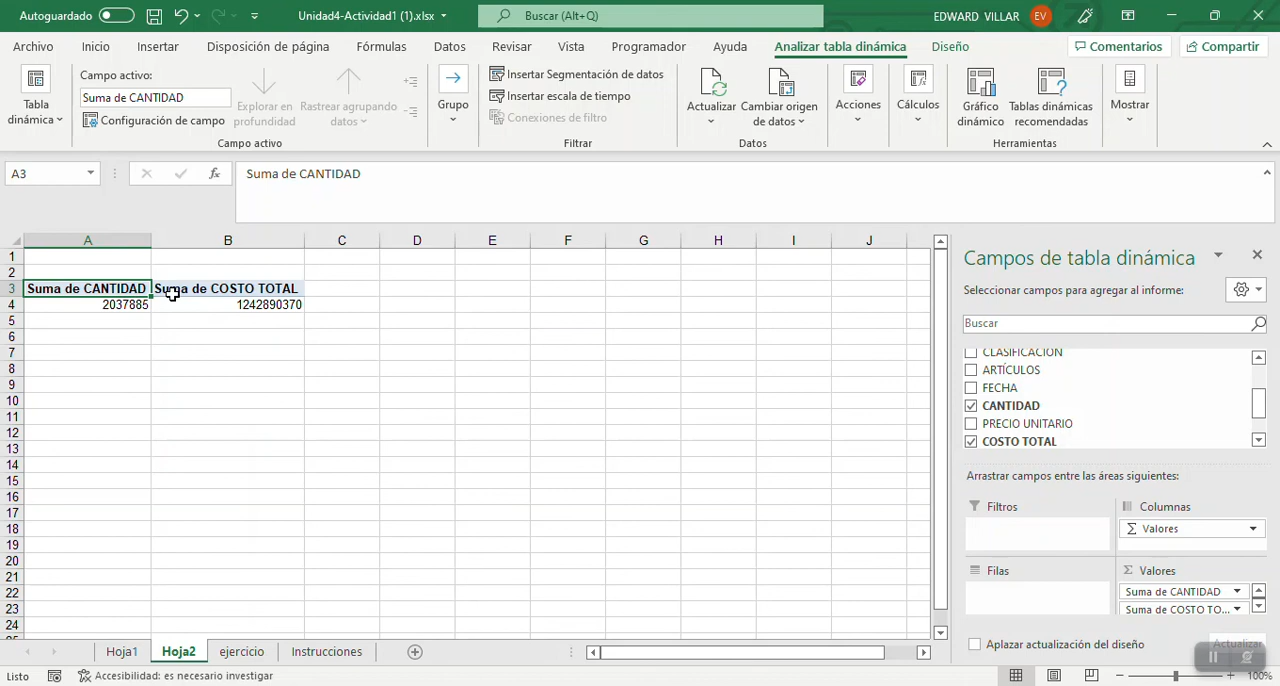 Autoguardado Unidad4-Actividad1 (1).xlsx Buscar (Alt+Q) EDWARD VILLAR EV
Archivo Inicio Insertar Disposición de página Fórmulas Datos Revisar Vista Programador Ayuda Analizar tabla dinámica Diseño Comentarios Compartir
Tabla dinámica
Campo activo:
Suma de CANTIDAD
Configuración de campo
Explorar en profundidad
Rastrear agrupando datos
Campo activo
Grupo
Insertar Segmentación de datos
Insertar escala de tiempo
Conexiones de filtro
Filtrar
Actualizar
Cambiar origen de datos
Datos
Acciones
Cálculos
Gráfico dinámico
Tablas dinámicas recomendadas
Herramientas
Mostrar
A3 fx Suma de CANTIDAD
A B C D E F G H I J
1
2
3 Suma de CANTIDAD Suma de COSTO TOTAL
4 2037885 1242890370
5
6
7
8
9
10
11
12
13
14
15
16
17
18
19
20
21
22
23
24
Campos de tabla dinámica
Seleccionar campos para agregar al informe:
Buscar
CLASIFICACIÓN
ARTÍCULOS
FECHA
CANTIDAD
PRECIO UNITARIO
COSTO TOTAL
Arrastrar campos entre las áreas siguientes:
Filtros
Columnas
Σ Valores
Filas
Σ Valores
Suma de CANTIDAD
Suma de COSTO TO...
Aplazar actualización del diseño Actualizar
Hoja1 Hoja2 ejercicio Instrucciones
Listo Accesibilidad: es necesario investigar 100%